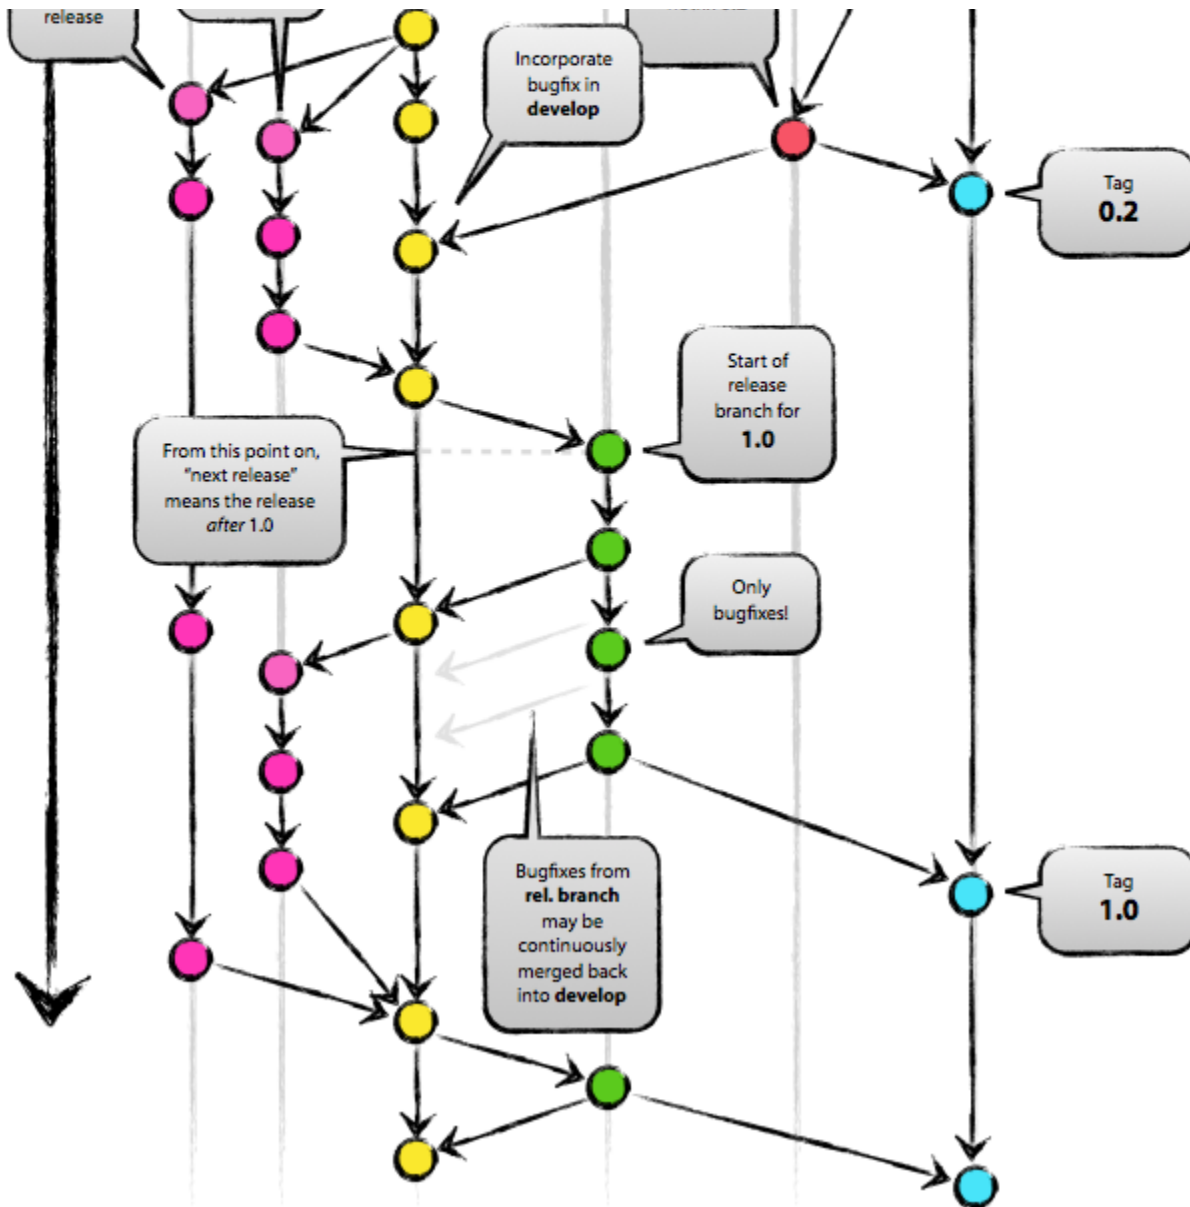 release
Incorporate
bugfix in
develop
Tag
0.2
Start of
release
branch for
1.0
From this point on,
“next release”
means the release
after 1.0
Only
bugfixes!
Bugfixes from
rel. branch
may be
continuously
merged back
into develop
Tag
1.0